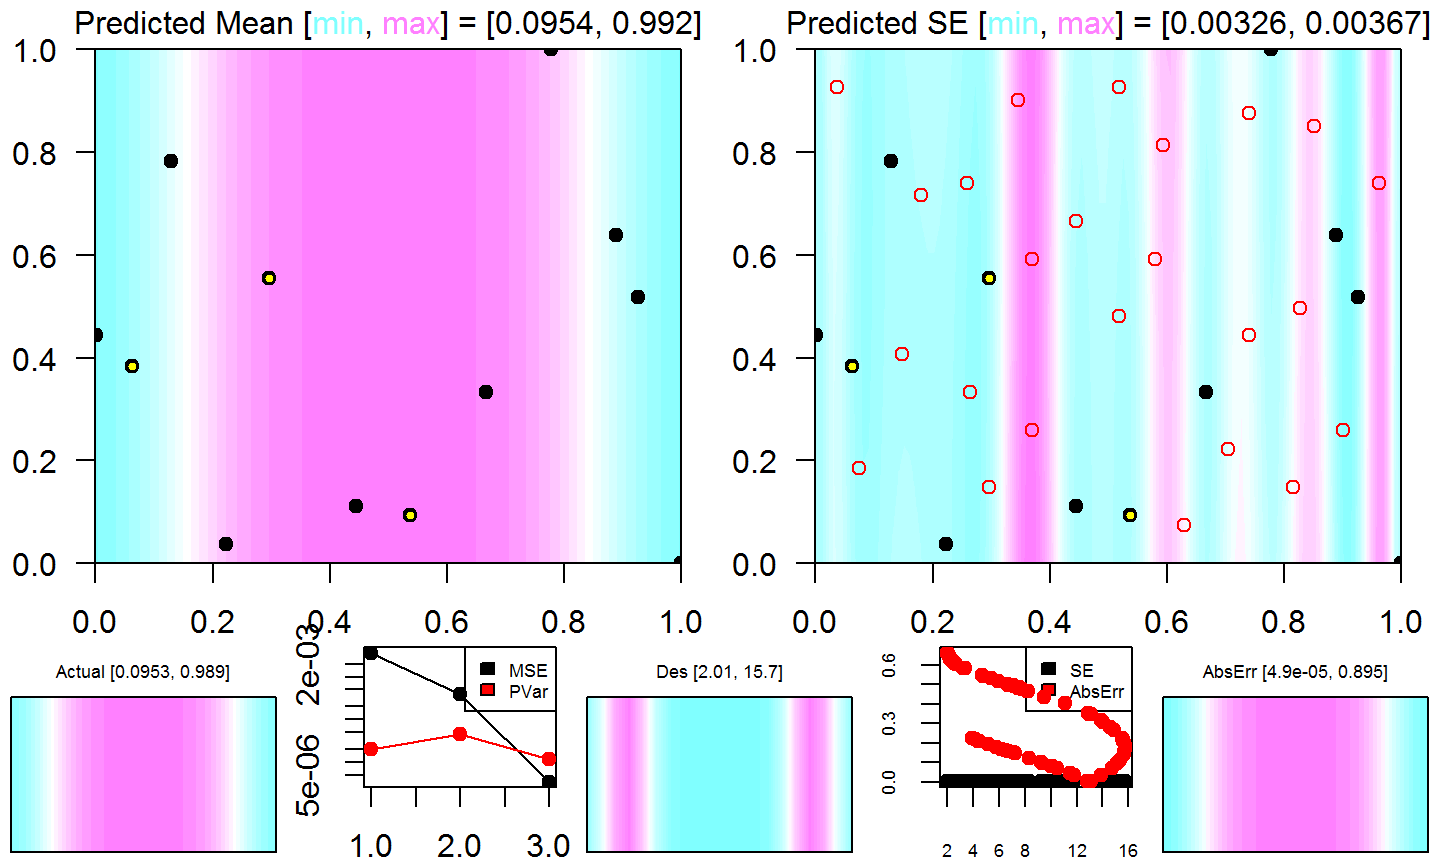 Predicted Mean [min, max] = [0.0954, 0.992]
Predicted SE [min, max] = [0.00326, 0.00367]
1.0
0.8
0.6
0.4
0.2
0.0
0.0 0.2 0.4 0.6 0.8 1.0
1.0
0.8
0.6
0.4
0.2
0.0
0.0 0.2 0.4 0.6 0.8 1.0
Actual [0.0953, 0.989]
2e-03
5e-06
MSE
PVar
1.0 2.0 3.0
Des [2.01, 15.7]
0.6
0.3
0.0
SE
AbsErr
2 4 6 8 12 16
AbsErr [4.9e-05, 0.895]